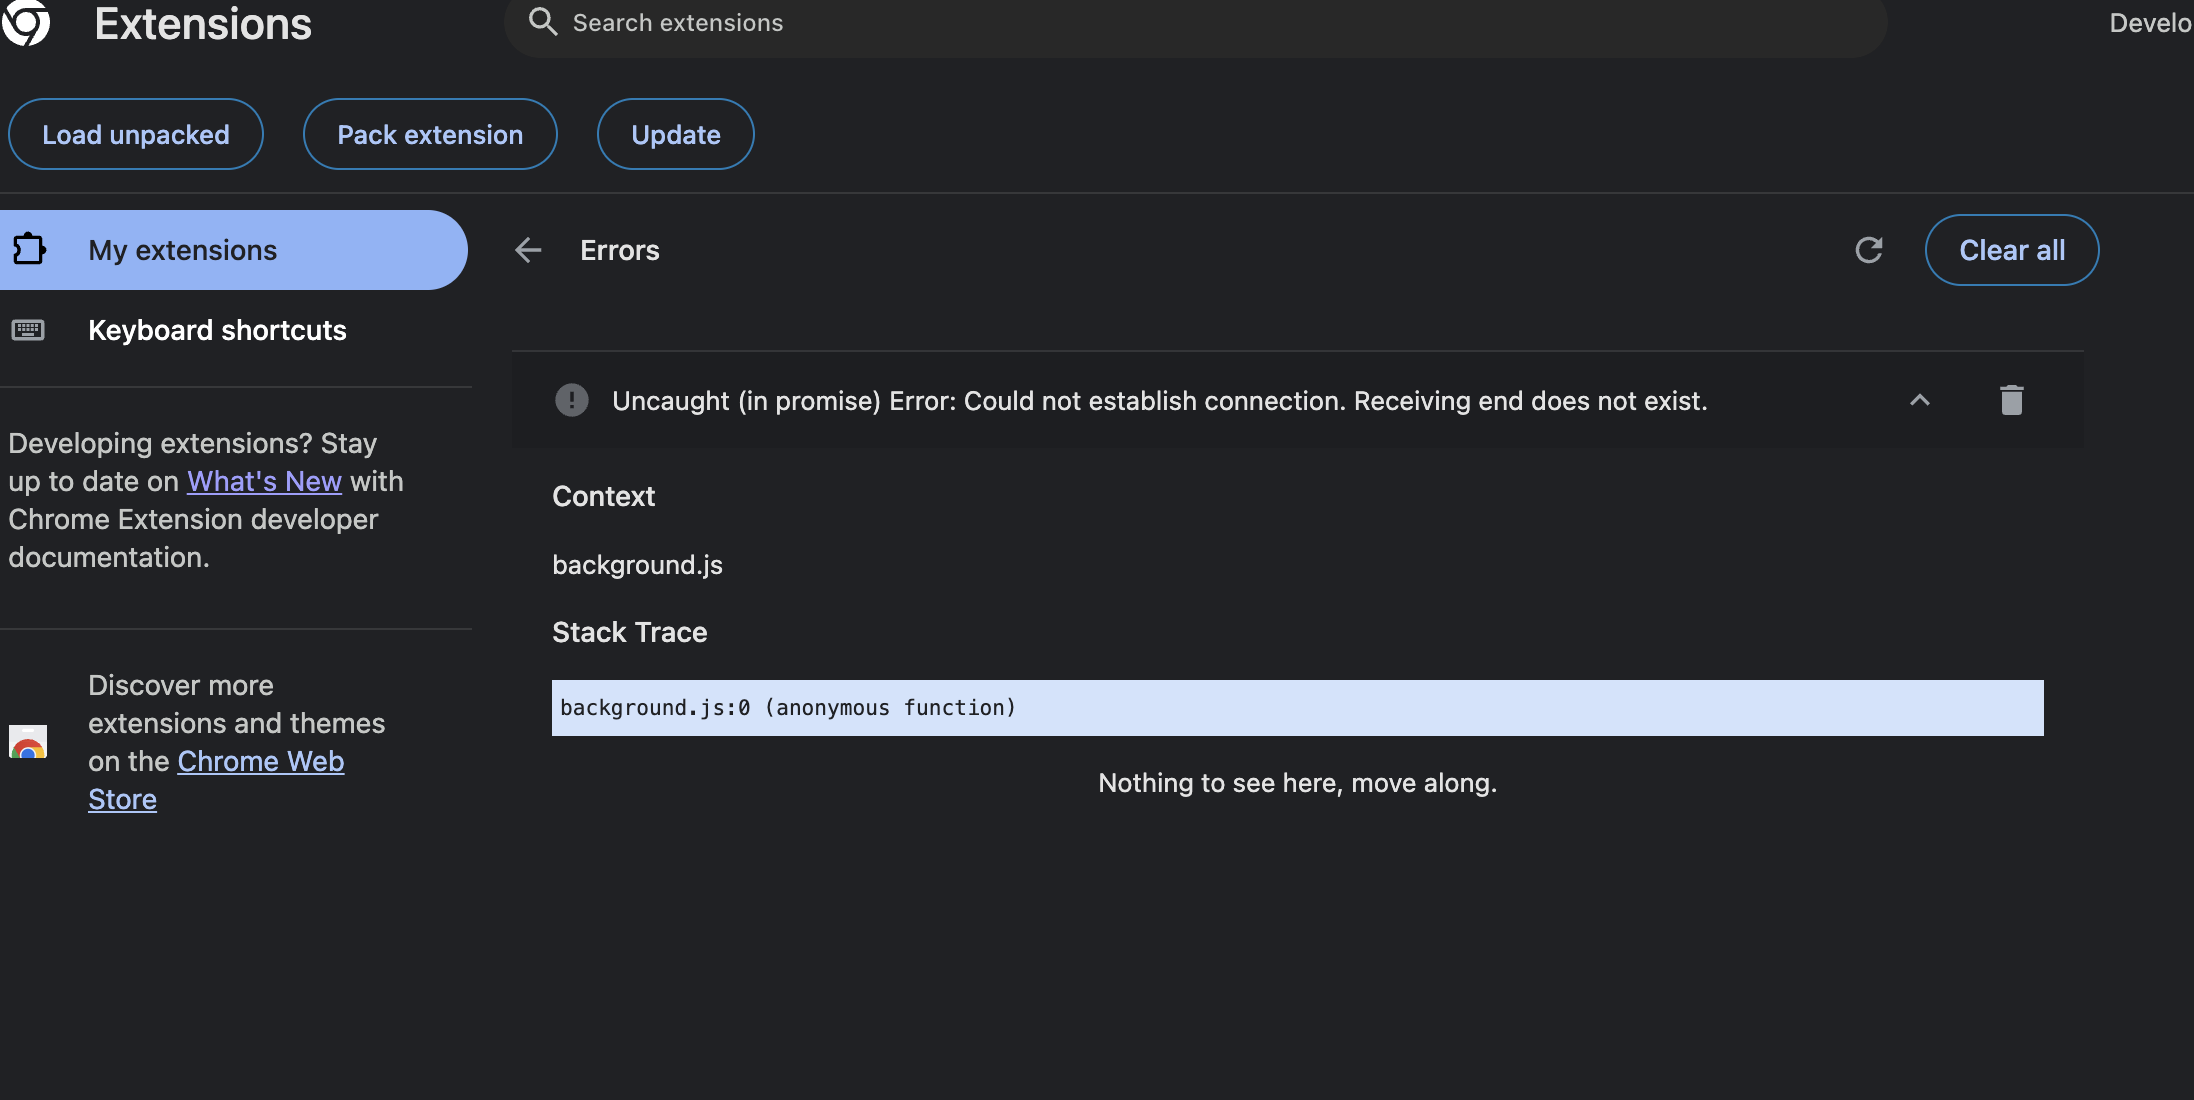 Extensions
Search extensions
Develo
Load unpacked
Pack extension
Update
My extensions
Errors
Clear all
Keyboard shortcuts
Uncaught (in promise) Error: Could not establish connection. Receiving end does not exist.
Developing extensions? Stay
up to date on What's New with
Chrome Extension developer
documentation.
Context
background.js
Stack Trace
background.js:0 (anonymous function)
Nothing to see here, move along.
Discover more
extensions and themes
on the Chrome Web
Store